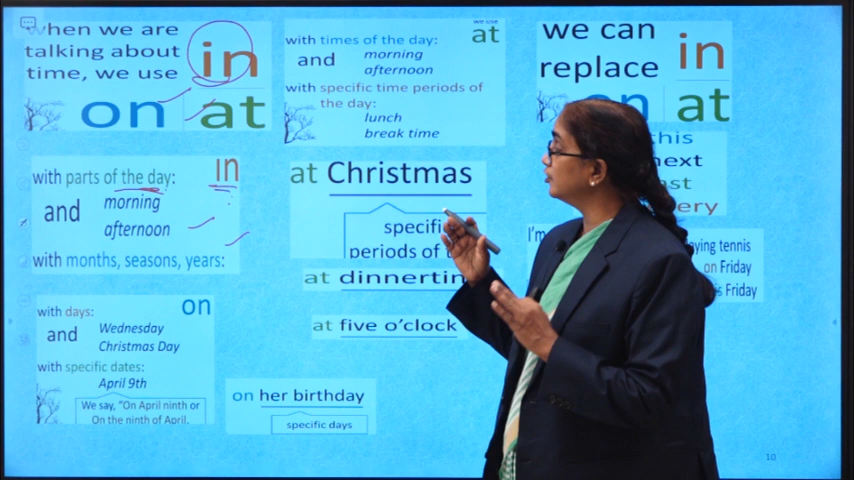 when we are
talking about
time, we use
in
on at
with parts of the day:
in
and
morning
afternoon
with months, seasons, years:
with days:
on
and
Wednesday
Christmas Day
with specific dates:
April 9th
We say, "On April ninth or
On the ninth of April.
we use
at
with times of the day:
and
morning
afternoon
with specific time periods of
the day:
lunch
break time
at Christmas
periods of
at
at five o'clock
on her birthday
specific days
we can
replace
in
on at
this
next
I'm
tennis
on Friday
Friday
10